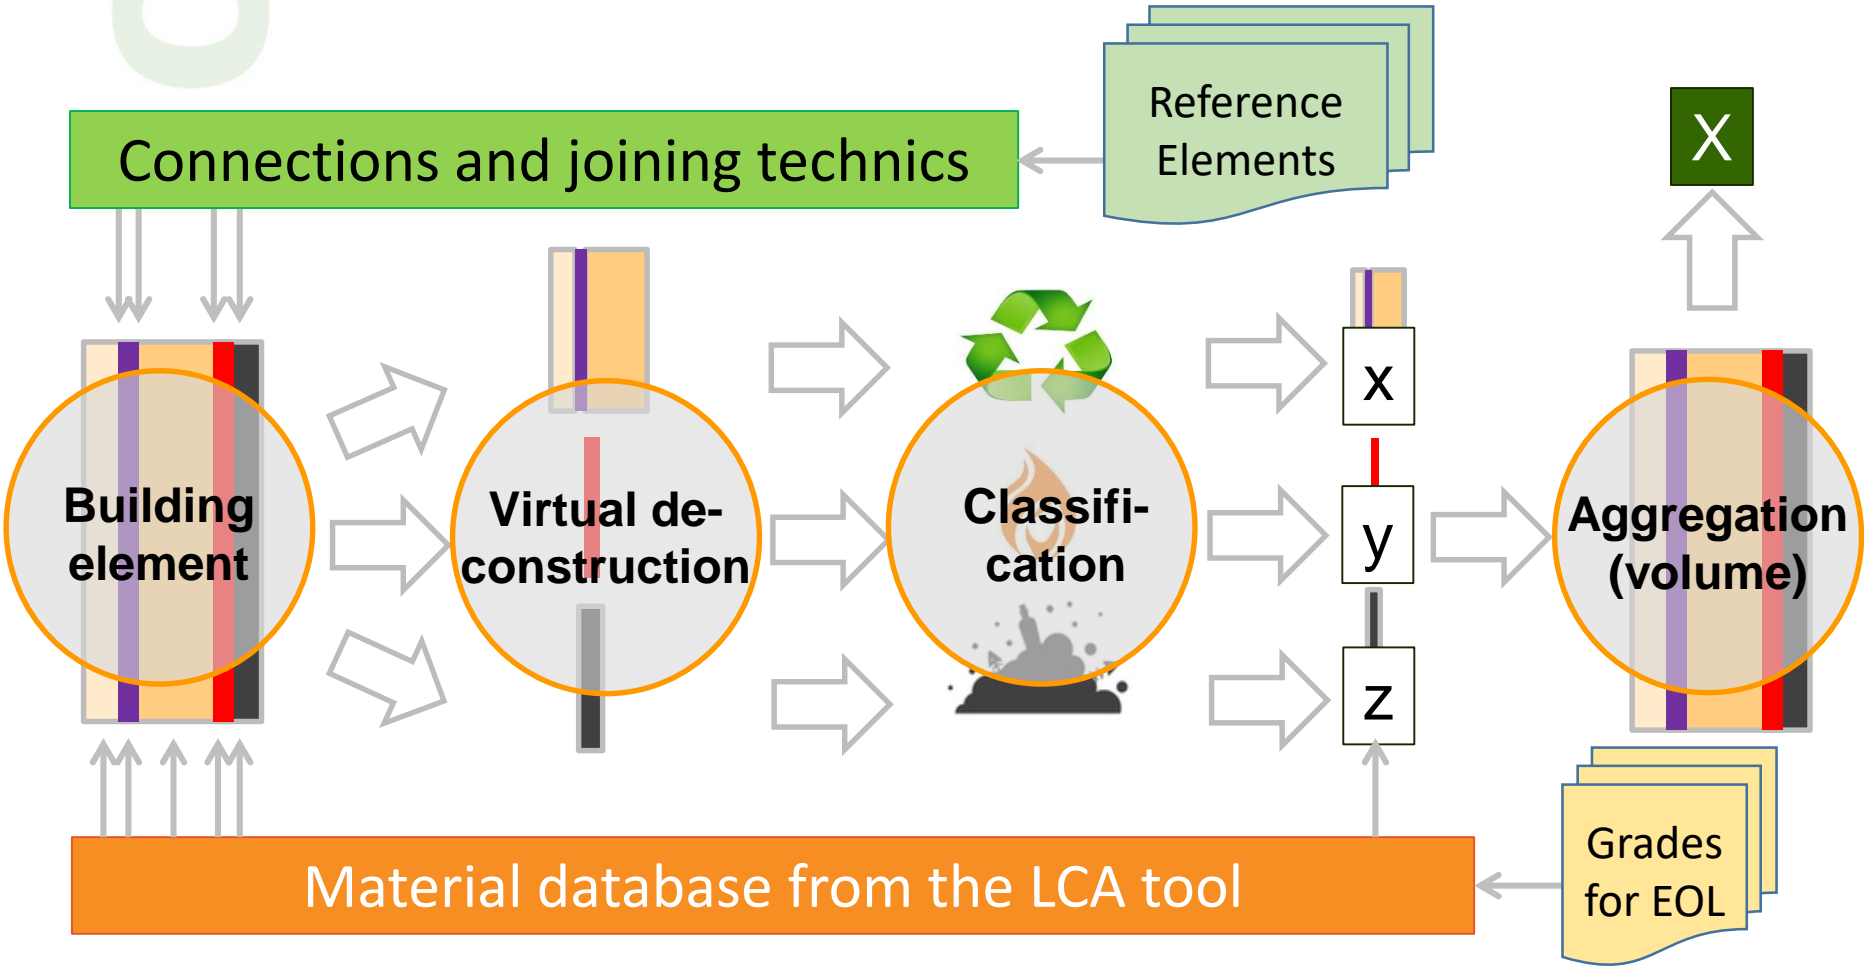 Connections and joining technics
Reference
Elements
X
Building
element
Virtual de-
construction
Classifi-
cation
x
y
z
Aggregation
(volume)
Material database from the LCA tool
Grades
for EOL